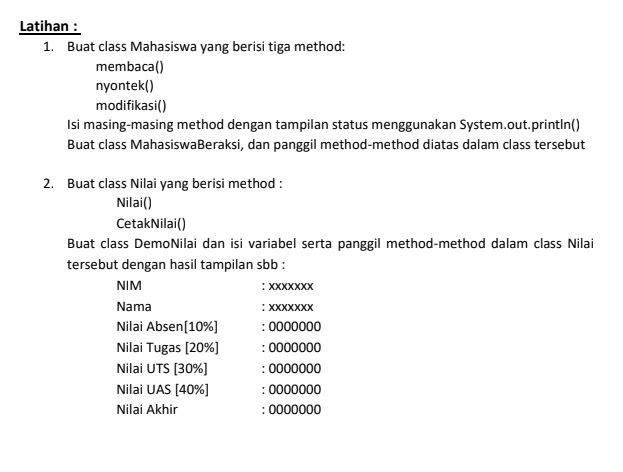 Latihan :
1. Buat class Mahasiswa yang berisi tiga method:
membaca()
nyontek()
modifikasi()
Isi masing-masing method dengan tampilan status menggunakan System.out.println()
Buat class MahasiswaBeraksi, dan panggil method-method diatas dalam class tersebut
2. Buat class Nilai yang berisi method :
Nilai()
CetakNilai()
Buat class DemoNilai dan isi variabel serta panggil method-method dalam class Nilai
tersebut dengan hasil tampilan sbb :
NIM : xxxxxxx
Nama : xxxxxxx
Nilai Absen[10%] : 0000000
Nilai Tugas [20%] : 0000000
Nilai UTS [30%] : 0000000
Nilai UAS [40%] : 0000000
Nilai Akhir : 0000000